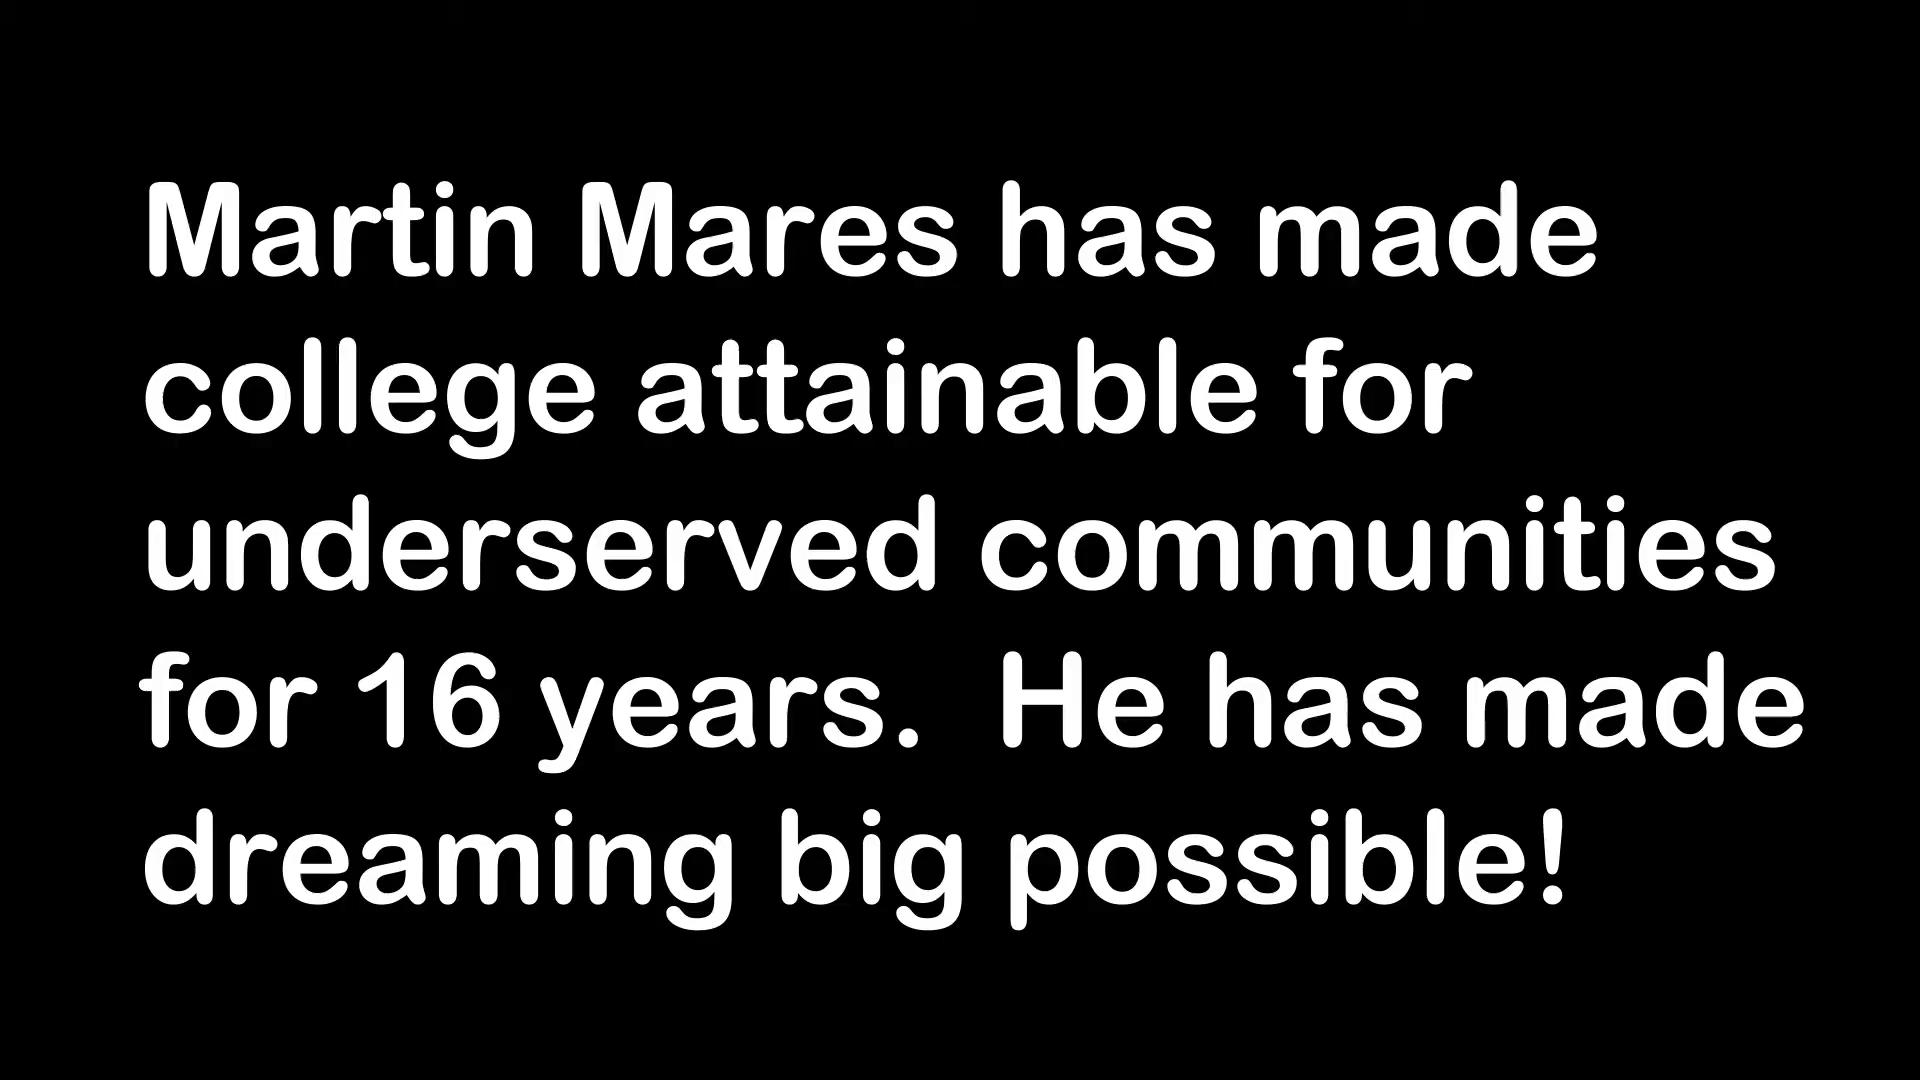 Martin Mares has made
college attainable for
underserved communities
for 16 years.  He has made
dreaming big possible!